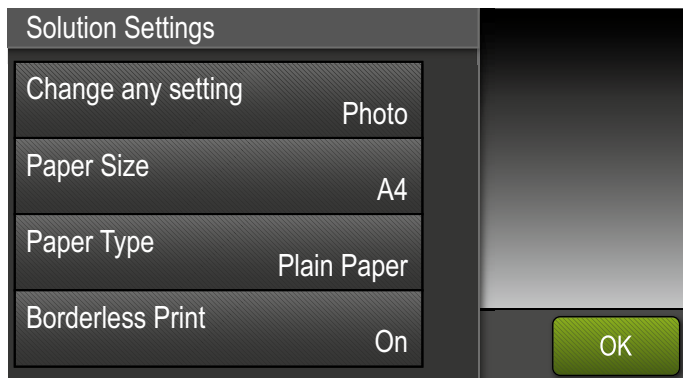 Solution Settings
Change any setting
Photo
Paper Size
A4
Paper Type
Plain Paper
Borderless Print
On
OK